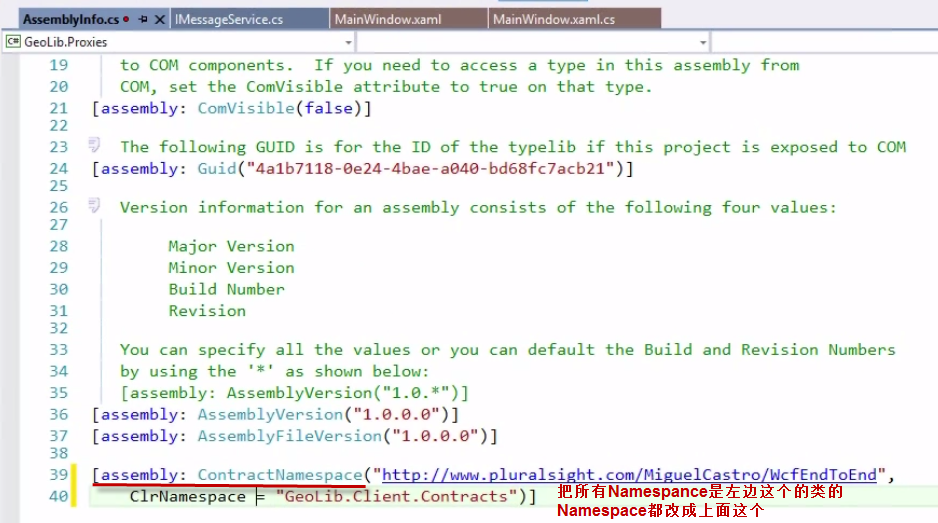 AssemblyInfo.cs IMessageService.cs MainWindow.xaml MainWindow.xaml.cs
C# GeoLib.Proxies
19 to COM components.  If you need to access a type in this assembly from
20 COM, set the ComVisible attribute to true on that type.
21 [assembly: ComVisible(false)]
22
23 The following GUID is for the ID of the typelib if this project is exposed to COM
24 [assembly: Guid("4a1b7118-0e24-4bae-a040-bd68fc7acb21")]
25
26 Version information for an assembly consists of the following four values:
27
28 Major Version
29 Minor Version
30 Build Number
31 Revision
32
33 You can specify all the values or you can default the Build and Revision Numbers
34 by using the '*' as shown below:
35 [assembly: AssemblyVersion("1.0.*")]
36 [assembly: AssemblyVersion("1.0.0.0")]
37 [assembly: AssemblyFileVersion("1.0.0.0")]
38
39 [assembly: ContractNamespace("http://www.pluralsight.com/MiguelCastro/WcfEndToEnd",
40 ClrNamespace = "GeoLib.Client.Contracts")]
把所有Namespance是左边这个的类的
Namespace都改成上面这个